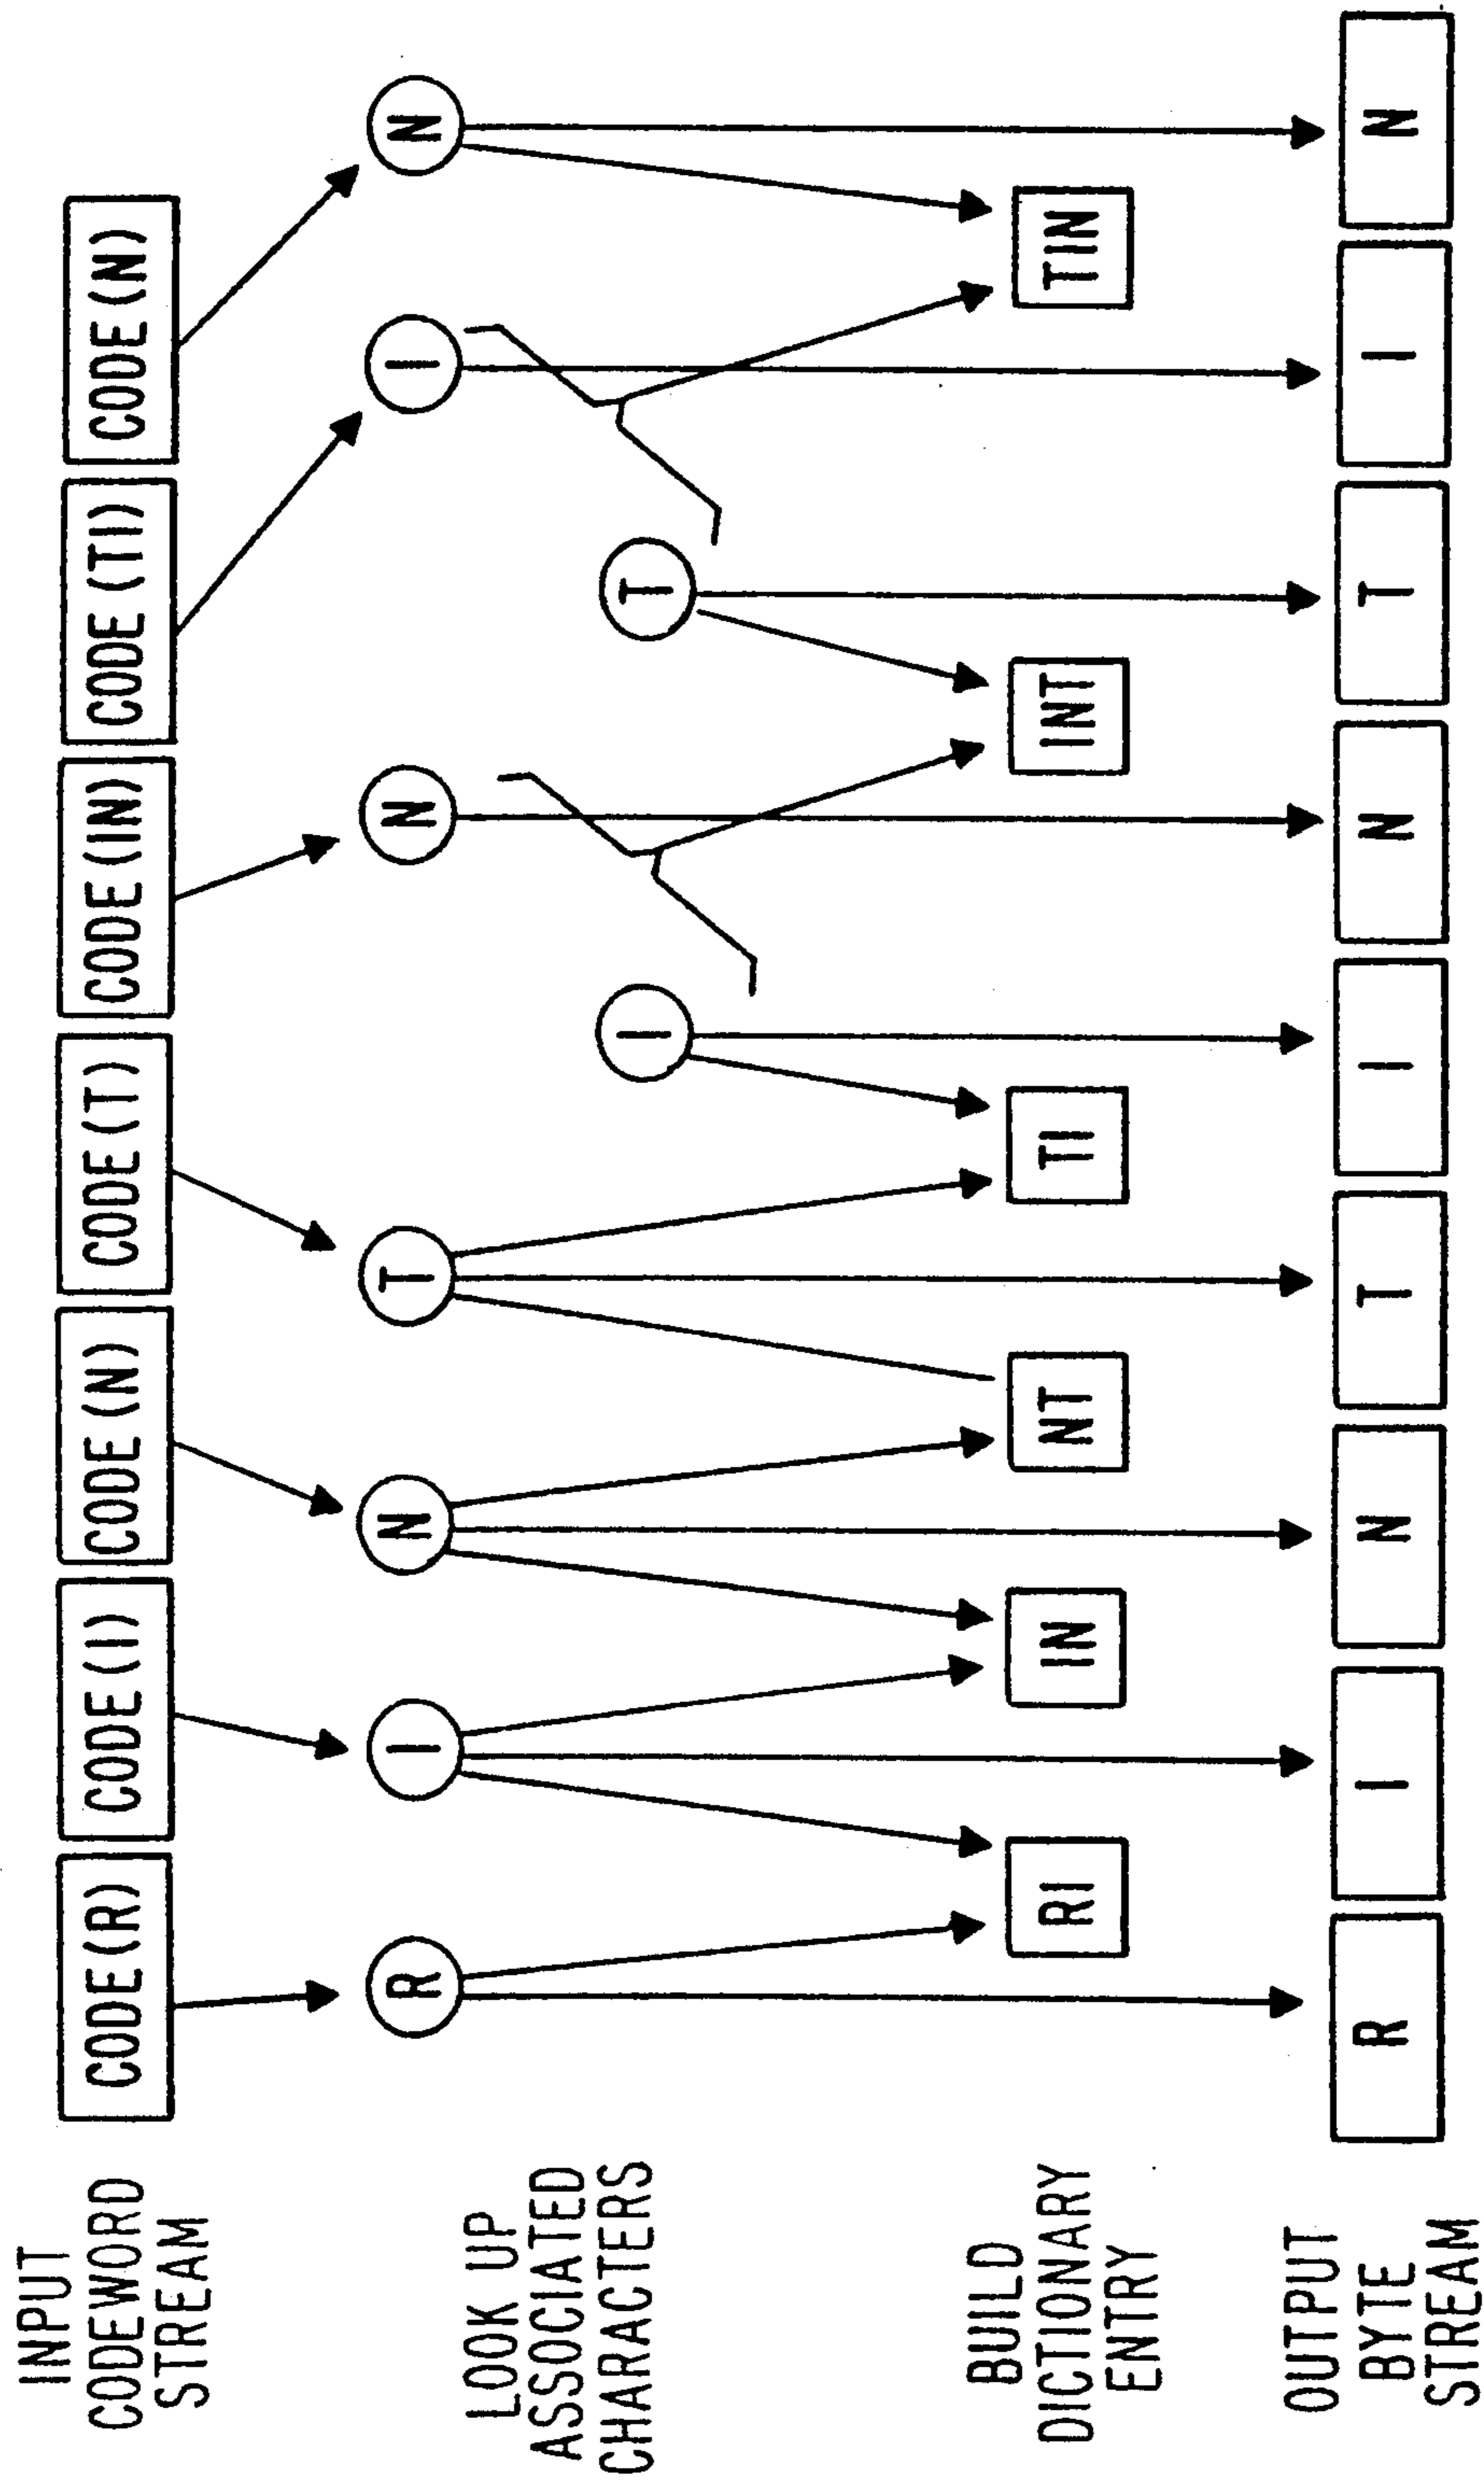 INPUT
CODEWORD
STREAM
CODE(R)
CODE(I)
CODE(N)
CODE(T)
CODE(IN)
CODE(TI)
CODE(N)
LOOK UP
ASSOCIATED
CHARACTERS
R
I
N
T
I
N
T
I
N
BUILD
DICTIONARY
ENTRY
RI
IN
NT
TI
INT
TIN
OUTPUT
BYTE
STREAM
R
I
N
T
I
N
T
I
N